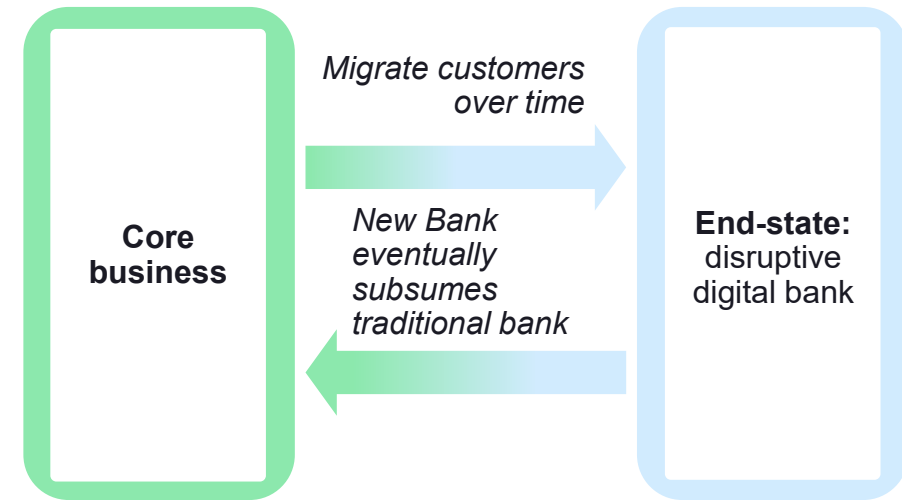 Migrate customers
over time
Core
business
New Bank
eventually
subsumes
traditional bank
End-state:
disruptive
digital bank